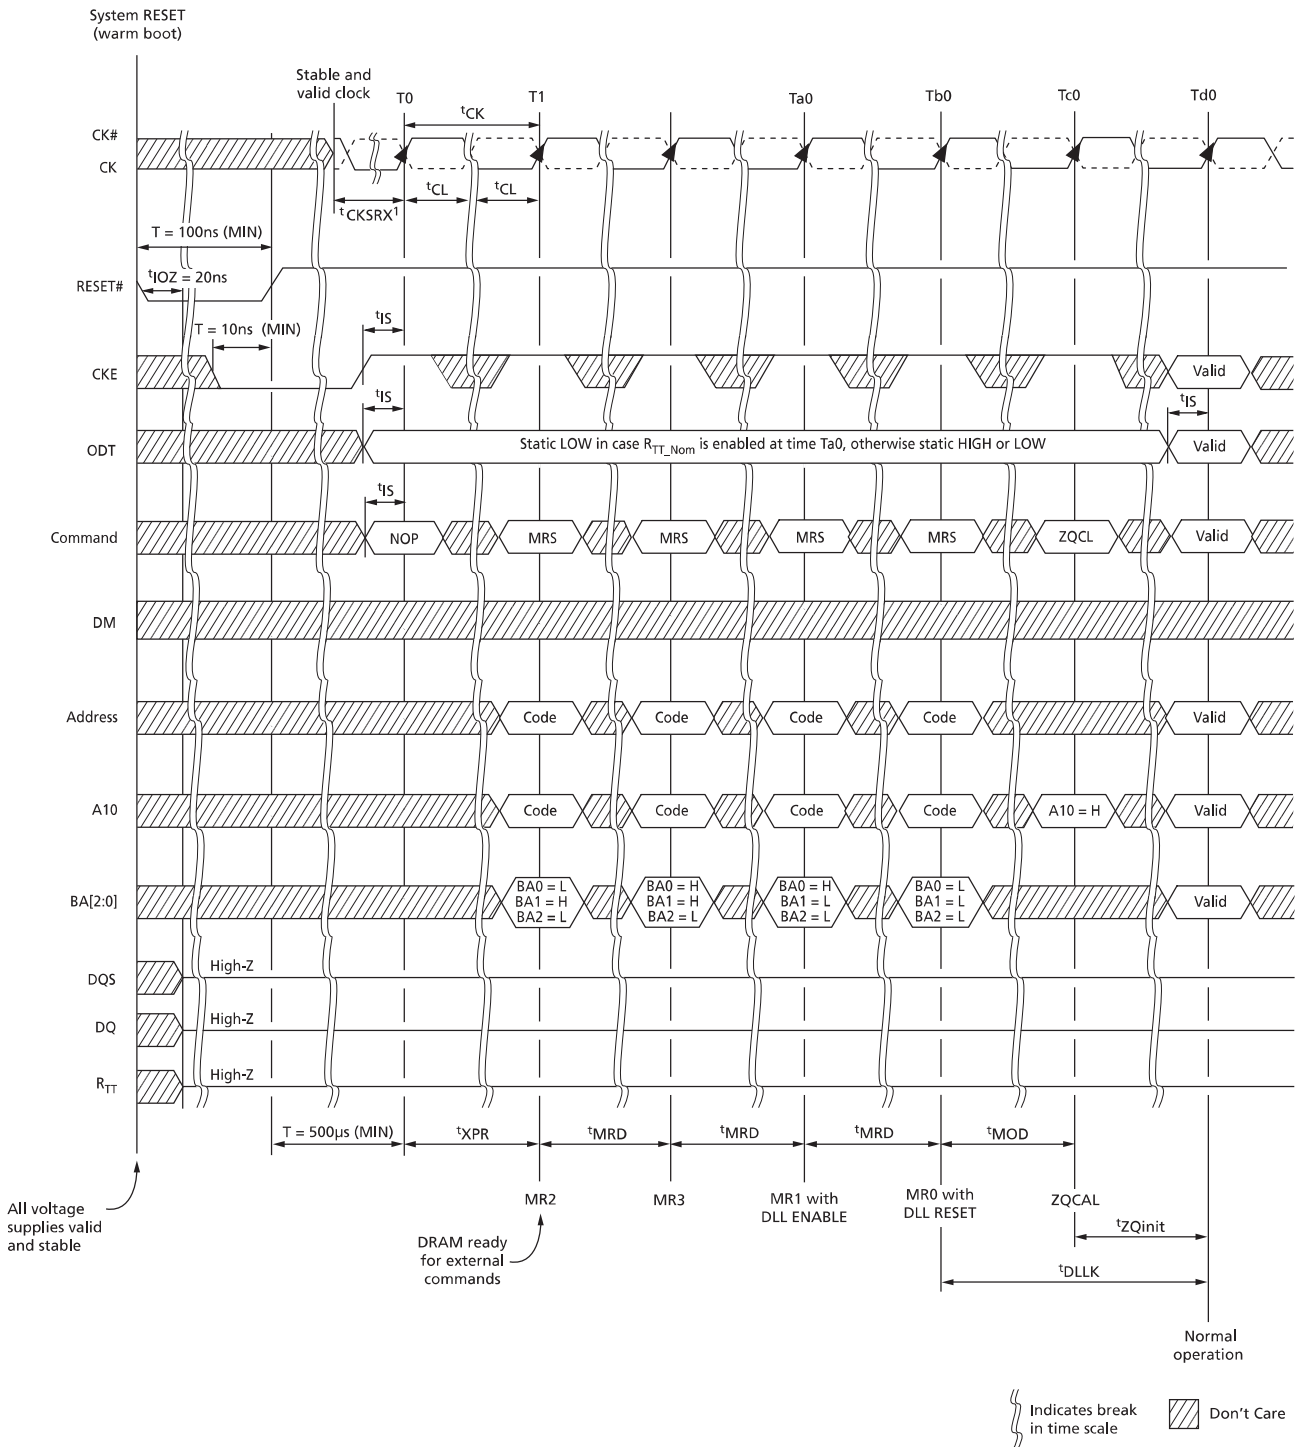 System RESET
(warm boot)
Stable and
valid clock
T0
T1
Ta0
Tb0
Tc0
Td0
tCK
CK#
CK
tCL
tCL
tCKSRX1
T = 100ns (MIN)
tIOZ = 20ns
RESET#
T = 10ns (MIN)
tIS
CKE
Valid
tIS
tIS
ODT
Static LOW in case RTT_Nom is enabled at time Ta0, otherwise static HIGH or LOW
Valid
tIS
Command
NOP
MRS
MRS
MRS
MRS
ZQCL
Valid
DM
Address
Code
Code
Code
Code
Valid
A10
Code
Code
Code
Code
A10 = H
Valid
BA[2:0]
BA0 = L
BA1 = H
BA2 = L
BA0 = H
BA1 = H
BA2 = L
BA0 = H
BA1 = L
BA2 = L
BA0 = L
BA1 = L
BA2 = L
Valid
DQS
High-Z
DQ
High-Z
RTT
High-Z
T = 500µs (MIN)
tXPR
tMRD
tMRD
tMRD
tMOD
All voltage
supplies valid
and stable
MR2
MR3
MR1 with
DLL ENABLE
MR0 with
DLL RESET
ZQCAL
DRAM ready
for external
commands
tZQinit
tDLLK
Normal
operation
Indicates break
in time scale
Don't Care